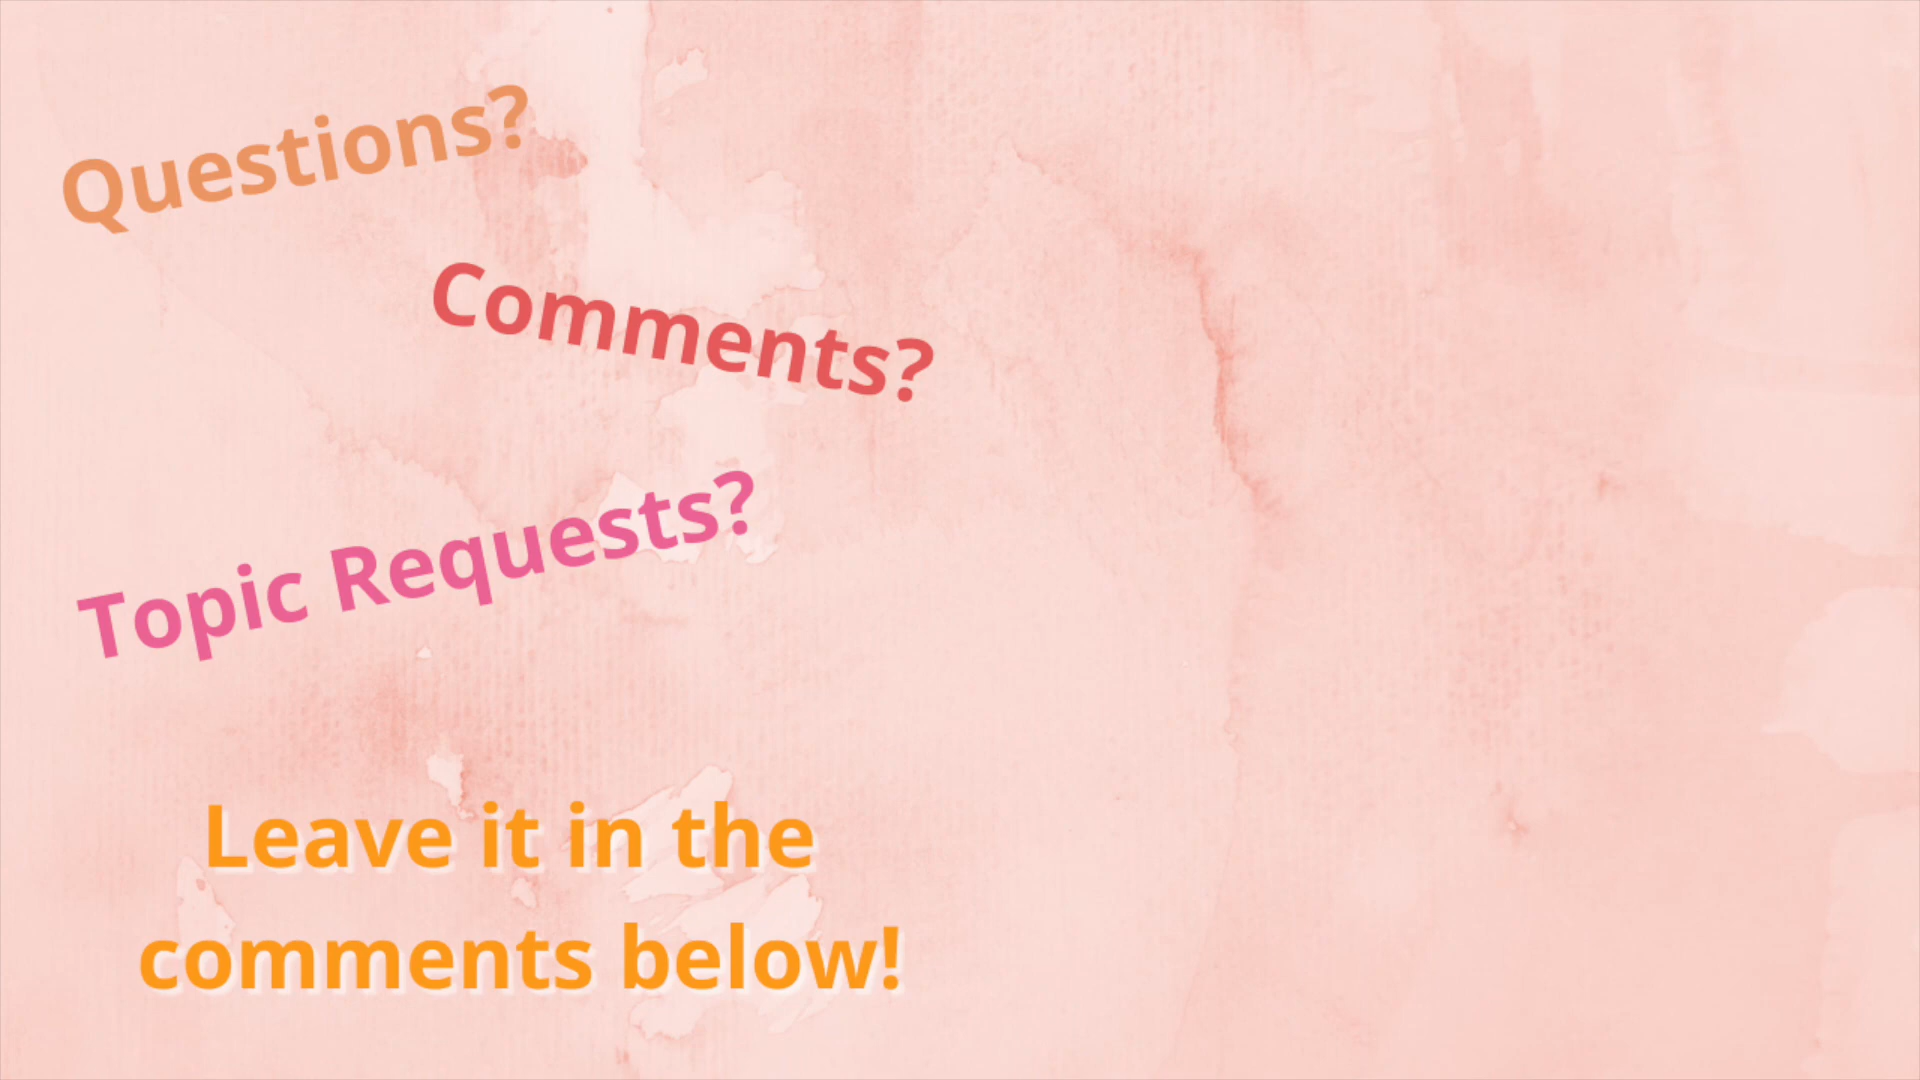 Questions?
Comments?
Topic Requests?
Leave it in the
comments below!